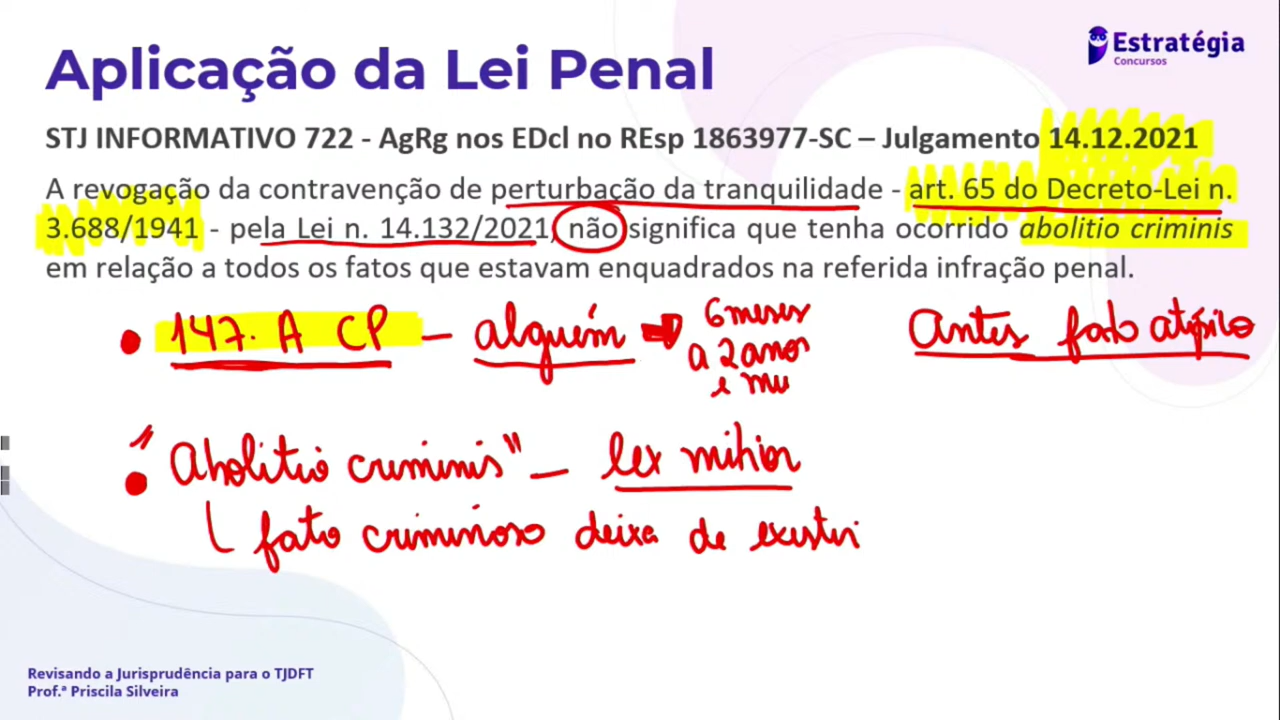 Aplicação da Lei Penal
Estratégia
Concursos
STJ INFORMATIVO 722 - AgRg nos EDcl no REsp 1863977-SC – Julgamento 14.12.2021
A revogação da contravenção de perturbação da tranquilidade - art. 65 do Decreto-Lei n.
3.688/1941 - pela Lei n. 14.132/2021, não significa que tenha ocorrido abolitio criminis
em relação a todos os fatos que estavam enquadrados na referida infração penal.
147. A CP – alguém → 6 meses
a 2 anos
e mu
Antes fato atípico
"Abolitio criminis" – lex mitior
fato criminoso deixa de existir
Revisando a Jurisprudência para o TJDFT
Prof.ª Priscila Silveira